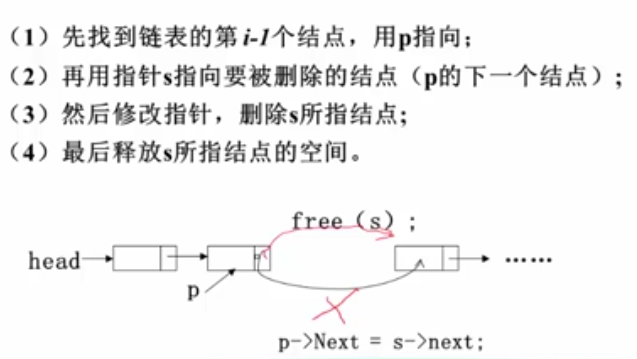 （1）先找到链表的第i-1个结点，用p指向；
（2）再用指针s指向要被删除的结点（p的下一个结点）；
（3）然后修改指针，删除s所指结点；
（4）最后释放s所指结点的空间。
free（s）;
head
……
p
p->Next = s->next;